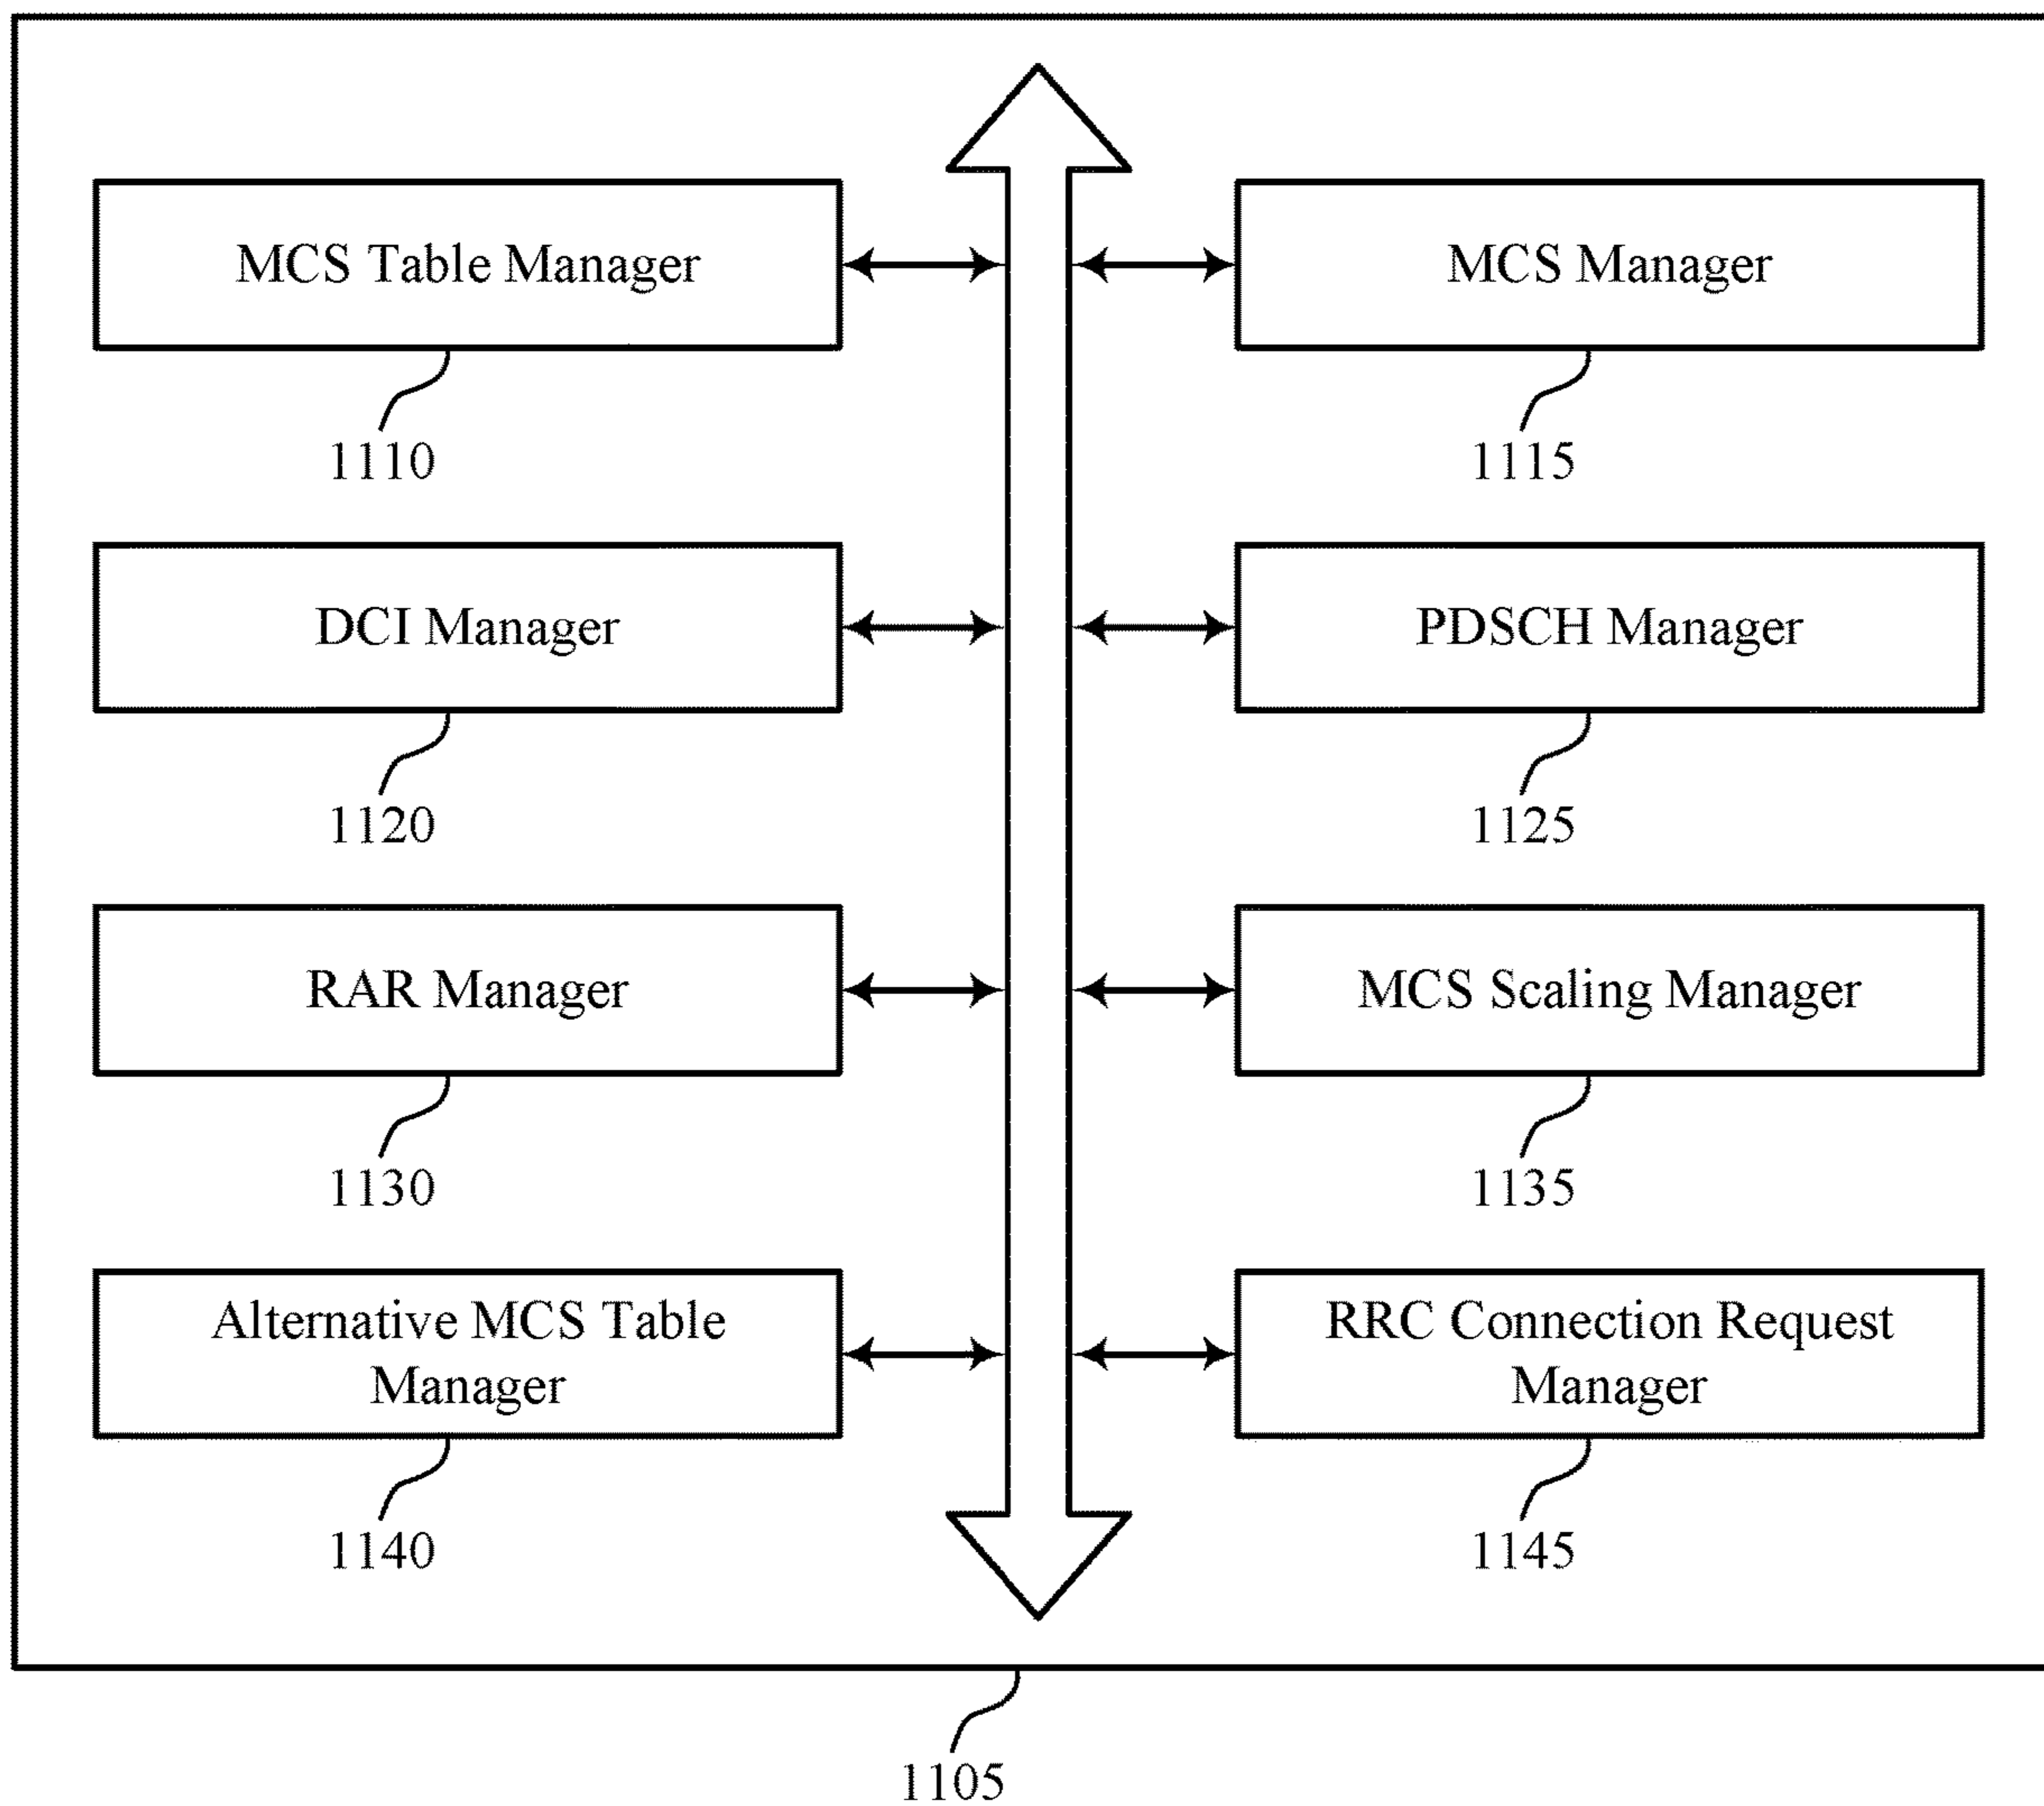 MCS Table Manager
MCS Manager
1110
1115
DCI Manager
PDSCH Manager
1120
1125
RAR Manager
MCS Scaling Manager
1130
1135
Alternative MCS Table
Manager
RRC Connection Request
Manager
1140
1145
1105